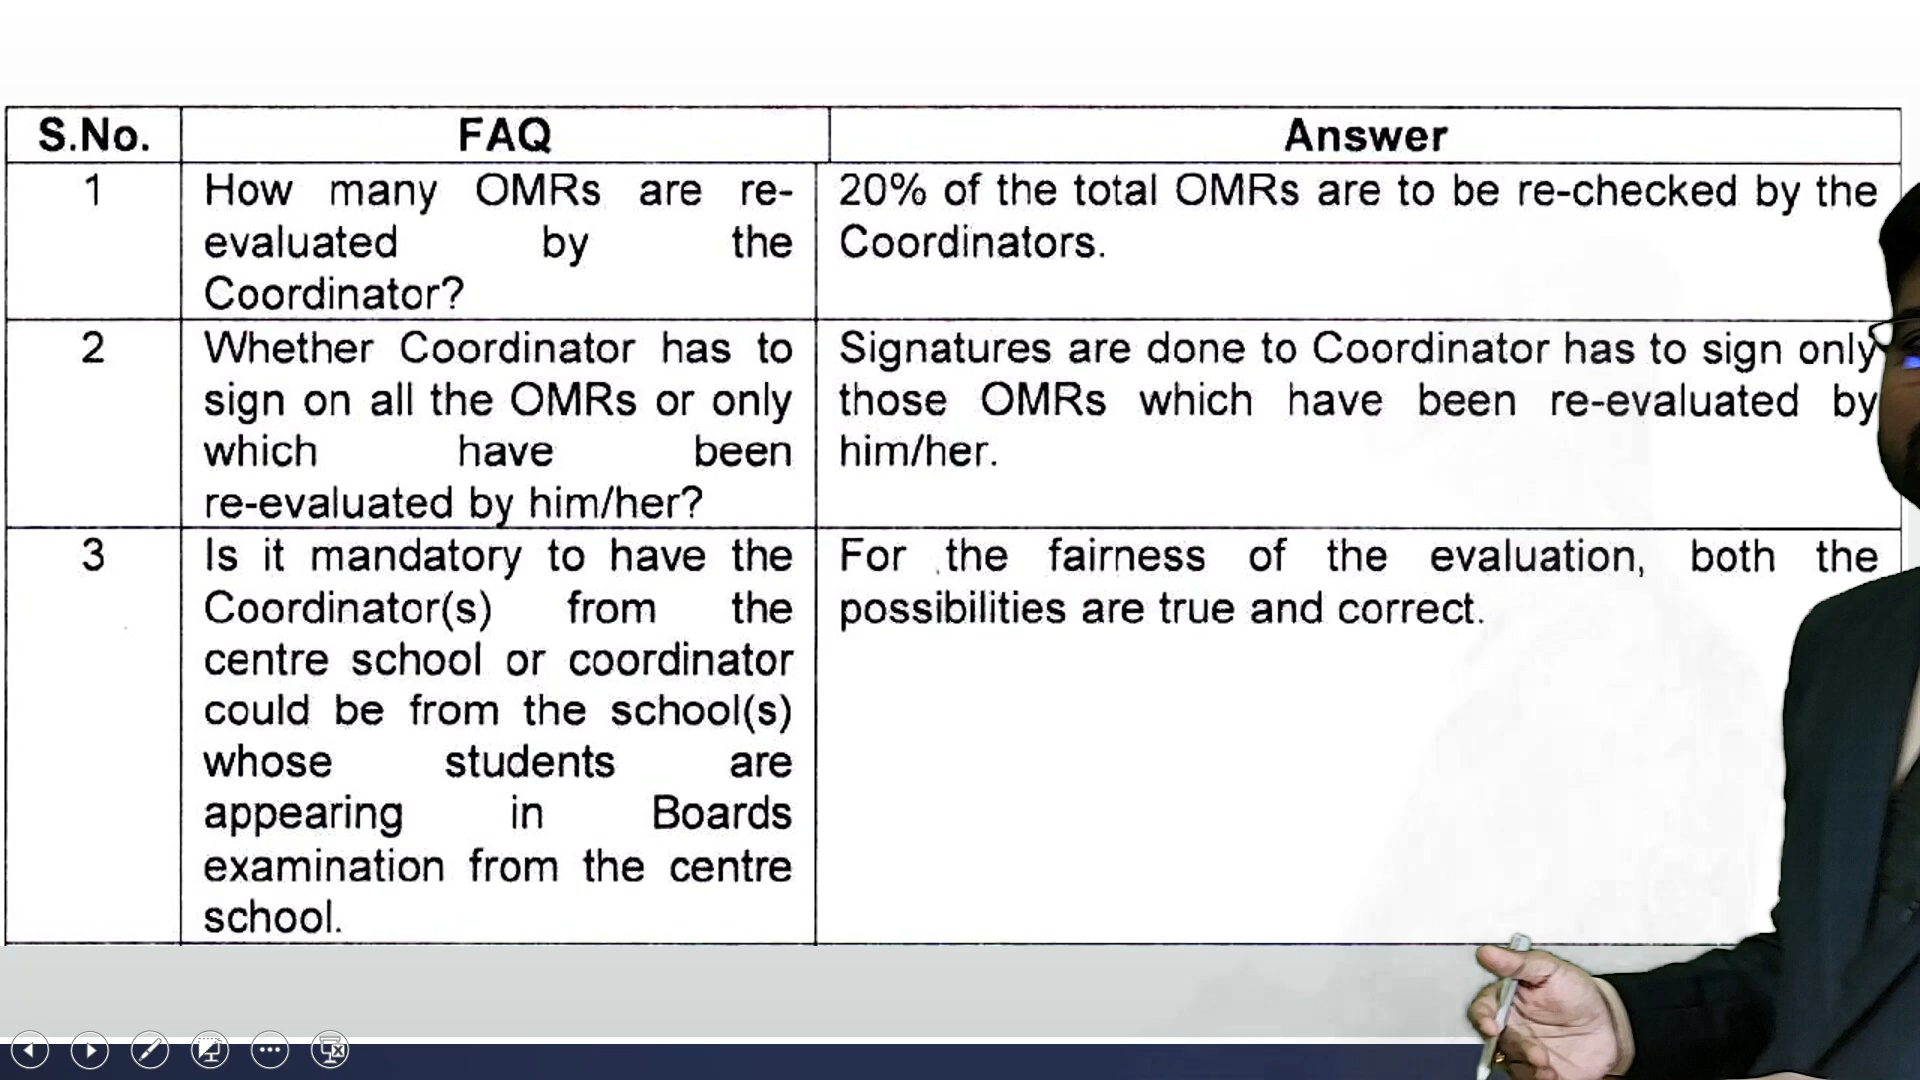 S.No. FAQ Answer
1 How many OMRs are re- 20% of the total OMRs are to be re-checked by the
evaluated by the Coordinators.
Coordinator?
2 Whether Coordinator has to Signatures are done to Coordinator has to sign only
sign on all the OMRs or only those OMRs which have been re-evaluated by
which have been him/her.
re-evaluated by him/her?
3 Is it mandatory to have the For the fairness of the evaluation, both the
Coordinator(s) from the possibilities are true and correct.
centre school or coordinator
could be from the school(s)
whose students are
appearing in Boards
examination from the centre
school.